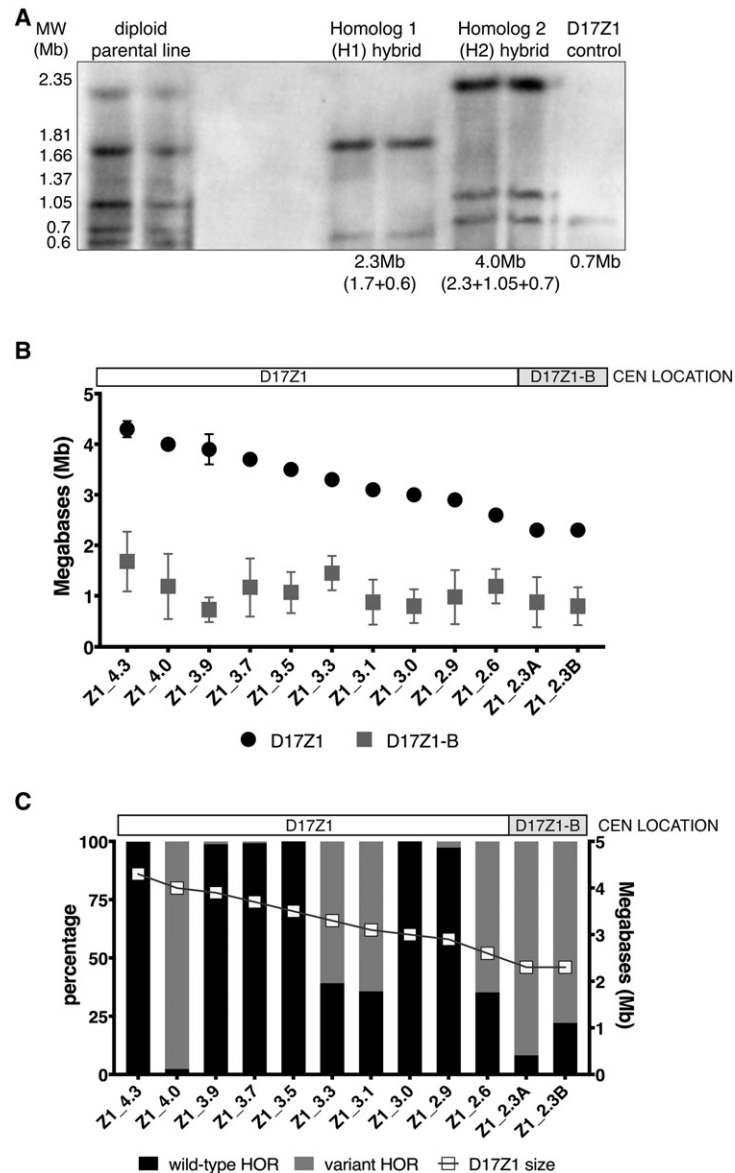 A
MW
(Mb)
diploid
parental line
Homolog 1
(H1) hybrid
Homolog 2
(H2) hybrid
D17Z1
control
2.35
1.81
1.66
1.37
1.05
0.7
0.6
2.3Mb
(1.7+0.6)
4.0Mb
(2.3+1.05+0.7)
0.7Mb
B
D17Z1
D17Z1-B
CEN LOCATION
Megabases (Mb)
5
4
3
2
1
0
Z1_4.3
Z1_4.0
Z1_3.9
Z1_3.7
Z1_3.5
Z1_3.3
Z1_3.1
Z1_3.0
Z1_2.9
Z1_2.6
Z1_2.3A
Z1_2.3B
D17Z1
D17Z1-B
C
D17Z1
D17Z1-B
CEN LOCATION
percentage
100
75
50
25
0
Megabases (Mb)
5
4
3
2
1
0
Z1_4.3
Z1_4.0
Z1_3.9
Z1_3.7
Z1_3.5
Z1_3.3
Z1_3.1
Z1_3.0
Z1_2.9
Z1_2.6
Z1_2.3A
Z1_2.3B
wild-type HOR
variant HOR
D17Z1 size